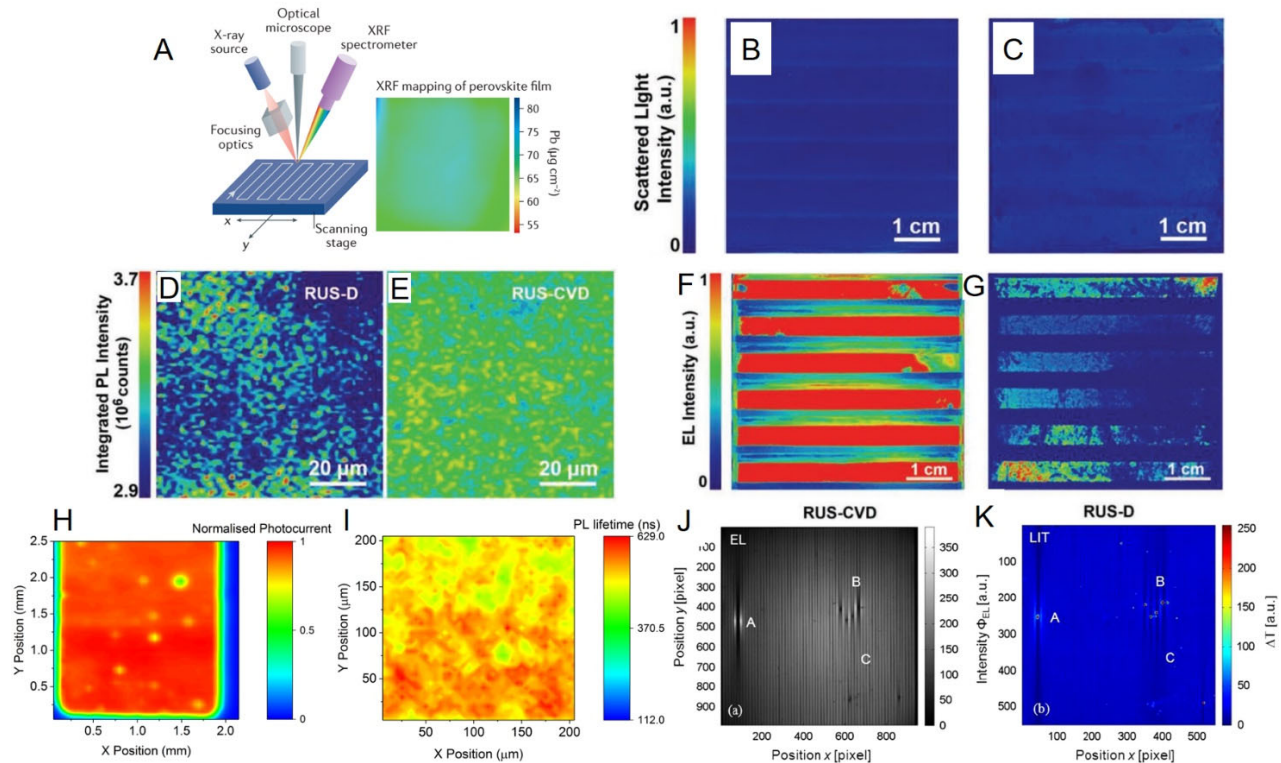 A
X-ray
source
Optical
microscope
XRF
spectrometer
Focusing
optics
x
y
Scanning
stage
XRF mapping of perovskite film
80
75
70
65
60
55
Pb (µg cm⁻²)
Scattered Light
Intensity (a.u.)
1
0
B
1 cm
C
1 cm
Integrated PL Intensity
(10⁶counts)
3.7
2.9
D
RUS-D
20 µm
E
RUS-CVD
20 µm
EL Intensity (a.u.)
1
0
F
1 cm
G
1 cm
H
Normalised Photocurrent
2.5
2.0
1.5
1.0
0.5
Y Position (mm)
0.5 1.0 1.5 2.0
X Position (mm)
1
0.5
0
I
PL lifetime (ns)
200
175
150
125
100
75
50
25
Y Position (µm)
50 100 150 200
X Position (µm)
629.0
370.5
112.0
J
RUS-CVD
EL
A
B
C
(a)
100
200
300
400
500
600
700
800
900
Position y [pixel]
200 400 600 800
Position x [pixel]
350
300
250
200
150
100
50
0
K
RUS-D
LIT
A
B
C
(b)
100
200
300
400
500
Intensity Φ_EL [a.u.]
100 200 300 400 500
Position x [pixel]
250
200
150
100
50
0
ΔT [a.u.]